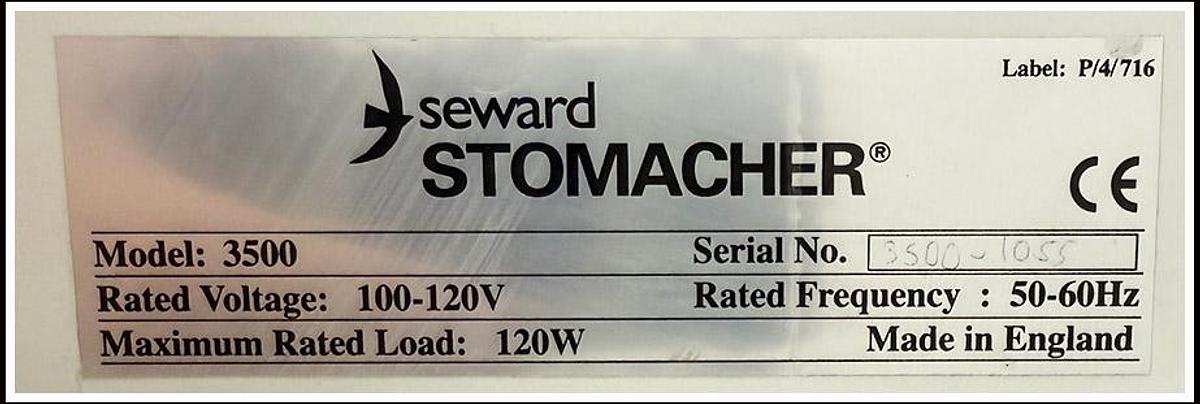 Label: P/4/716
seward
STOMACHER®
CE
Model: 3500 Serial No. 3500-1055
Rated Voltage: 100-120V Rated Frequency : 50-60Hz
Maximum Rated Load: 120W Made in England